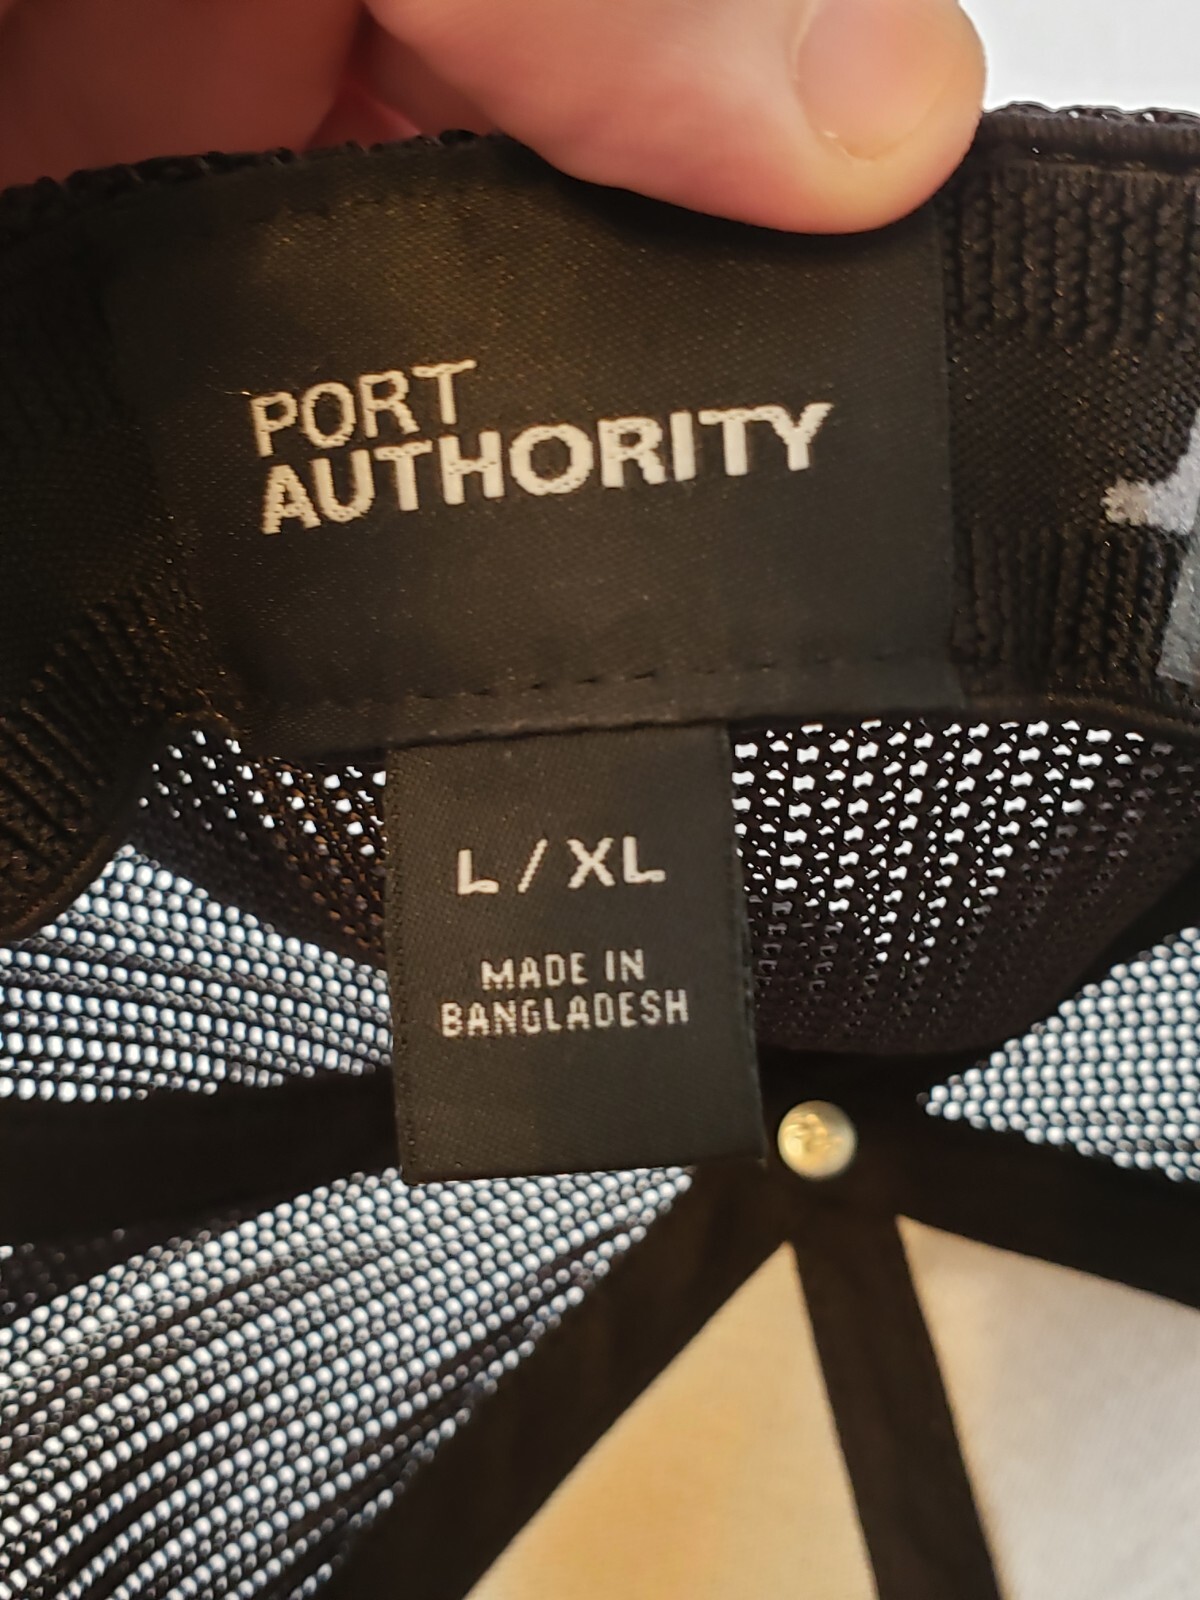 PORT
AUTHORITY
L / XL
MADE IN
BANGLADESH